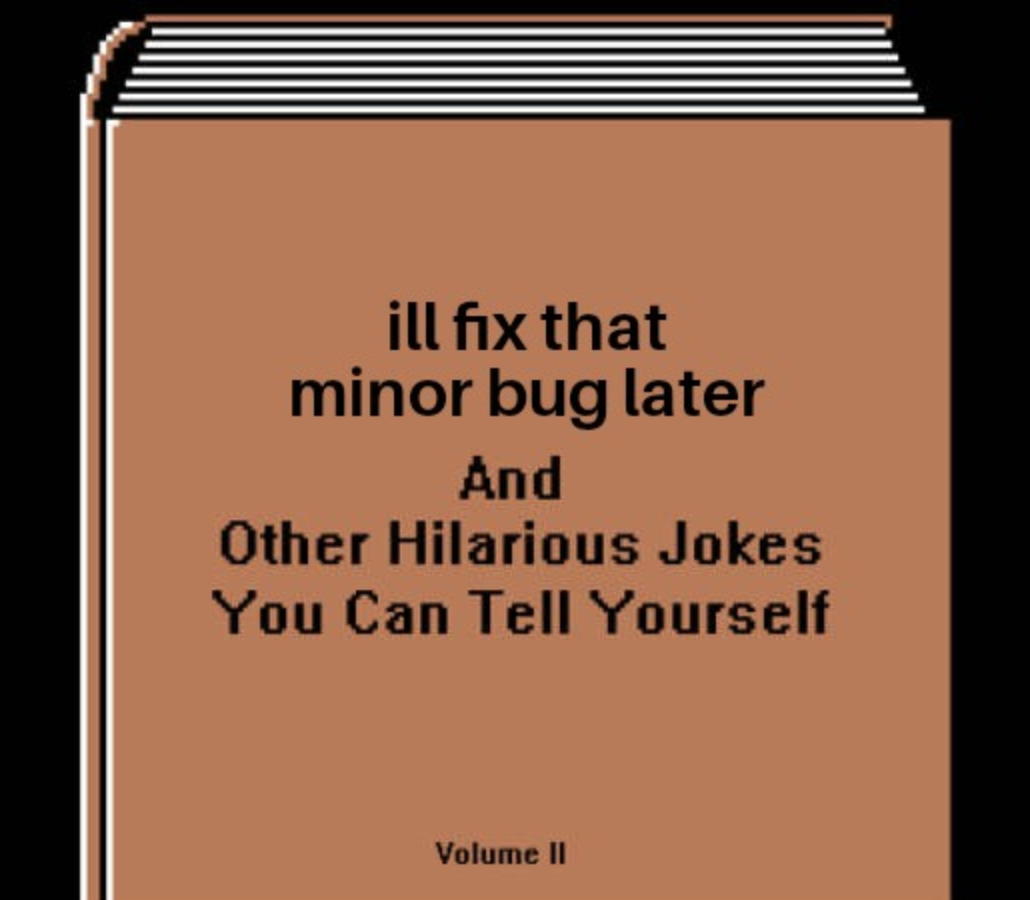 ill fix that
minor bug later
And
Other Hilarious Jokes
You Can Tell Yourself
Volume II